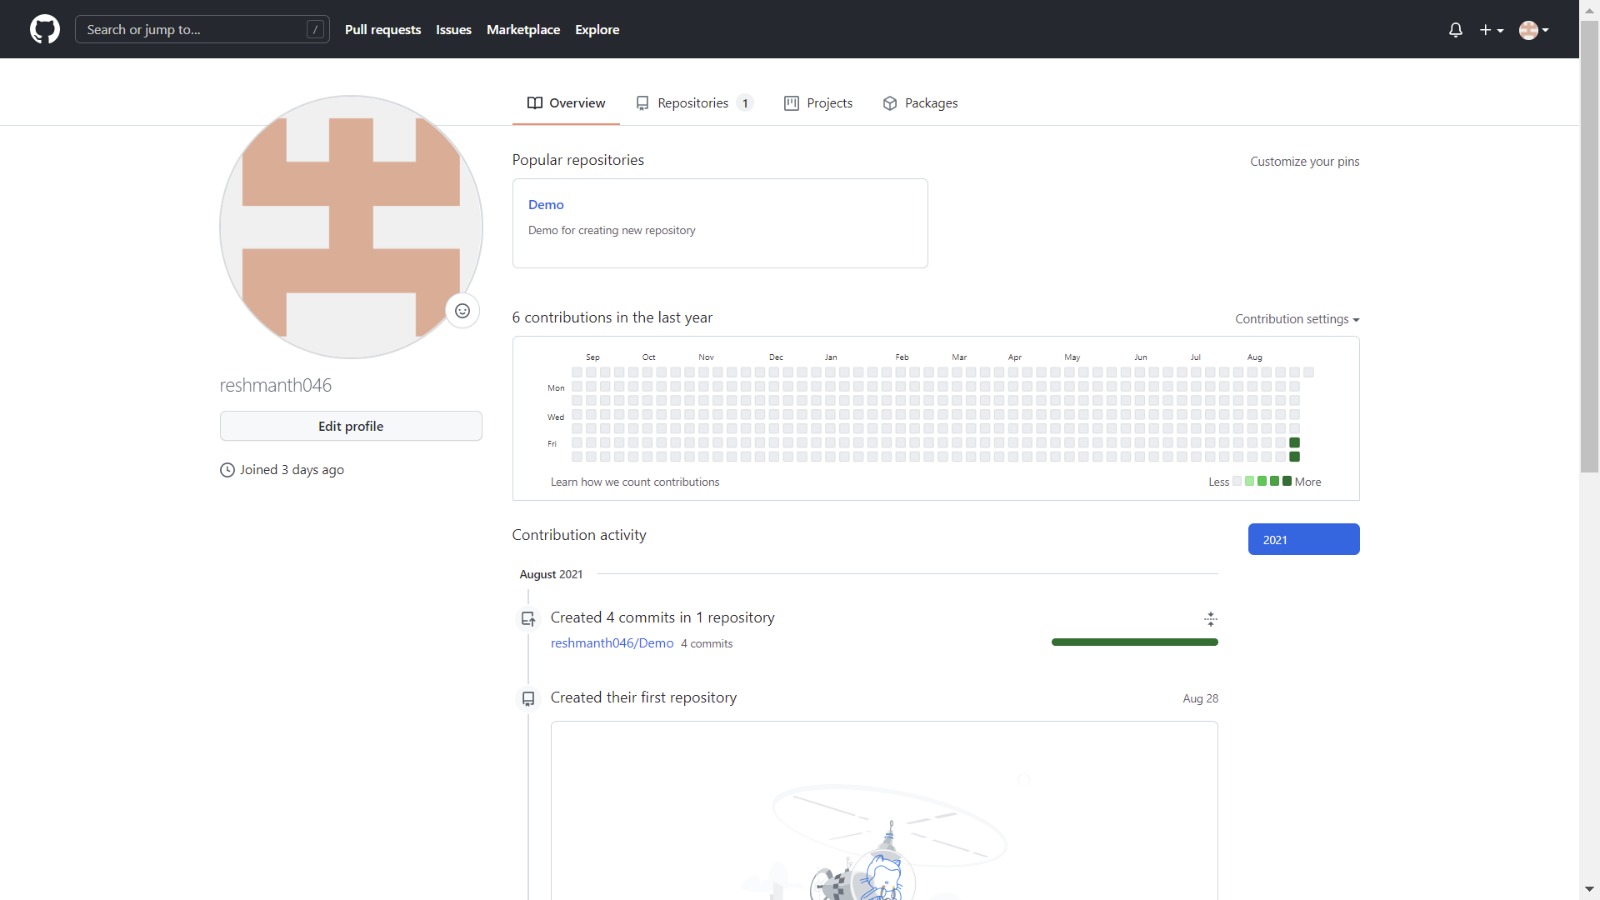 Search or jump to... /
Pull requests Issues Marketplace Explore
Overview Repositories 1 Projects Packages
Popular repositories Customize your pins
Demo
Demo for creating new repository
6 contributions in the last year Contribution settings
Sep Oct Nov Dec Jan Feb Mar Apr May Jun Jul Aug
Mon
Wed
Fri
Learn how we count contributions Less More
reshmanth046
Edit profile
Joined 3 days ago
Contribution activity 2021
August 2021
Created 4 commits in 1 repository
reshmanth046/Demo 4 commits
Created their first repository Aug 28